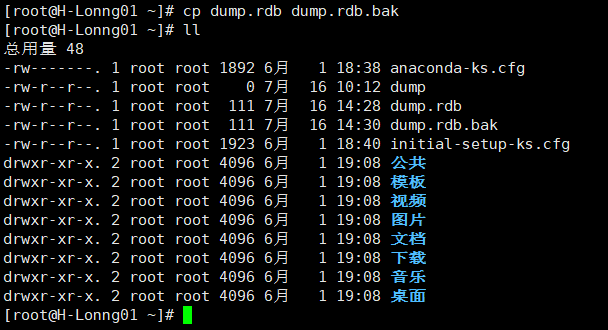 [root@H-Lonng01 ~]# cp dump.rdb dump.rdb.bak
[root@H-Lonng01 ~]# ll
总用量 48
-rw-------. 1 root root 1892 6月   1 18:38 anaconda-ks.cfg
-rw-r--r--. 1 root root    0 7月  16 10:12 dump
-rw-r--r--. 1 root root  111 7月  16 14:28 dump.rdb
-rw-r--r--. 1 root root  111 7月  16 14:30 dump.rdb.bak
-rw-r--r--. 1 root root 1923 6月   1 18:40 initial-setup-ks.cfg
drwxr-xr-x. 2 root root 4096 6月   1 19:08 公共
drwxr-xr-x. 2 root root 4096 6月   1 19:08 模板
drwxr-xr-x. 2 root root 4096 6月   1 19:08 视频
drwxr-xr-x. 2 root root 4096 6月   1 19:08 图片
drwxr-xr-x. 2 root root 4096 6月   1 19:08 文档
drwxr-xr-x. 2 root root 4096 6月   1 19:08 下载
drwxr-xr-x. 2 root root 4096 6月   1 19:08 音乐
drwxr-xr-x. 2 root root 4096 6月   1 19:08 桌面
[root@H-Lonng01 ~]#